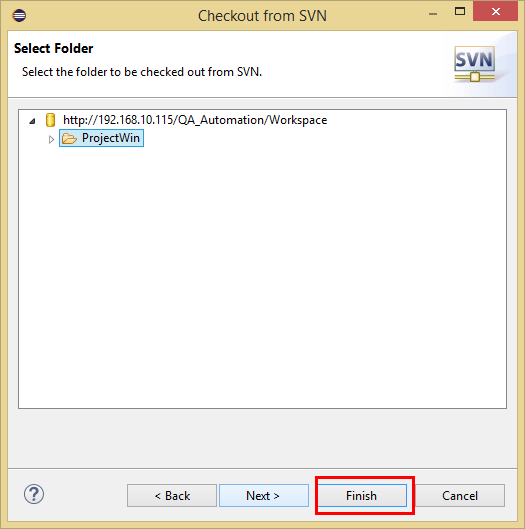 Checkout from SVN
Select Folder
Select the folder to be checked out from SVN.
SVN
http://192.168.10.115/QA_Automation/Workspace
ProjectWin
?
< Back
Next >
Finish
Cancel